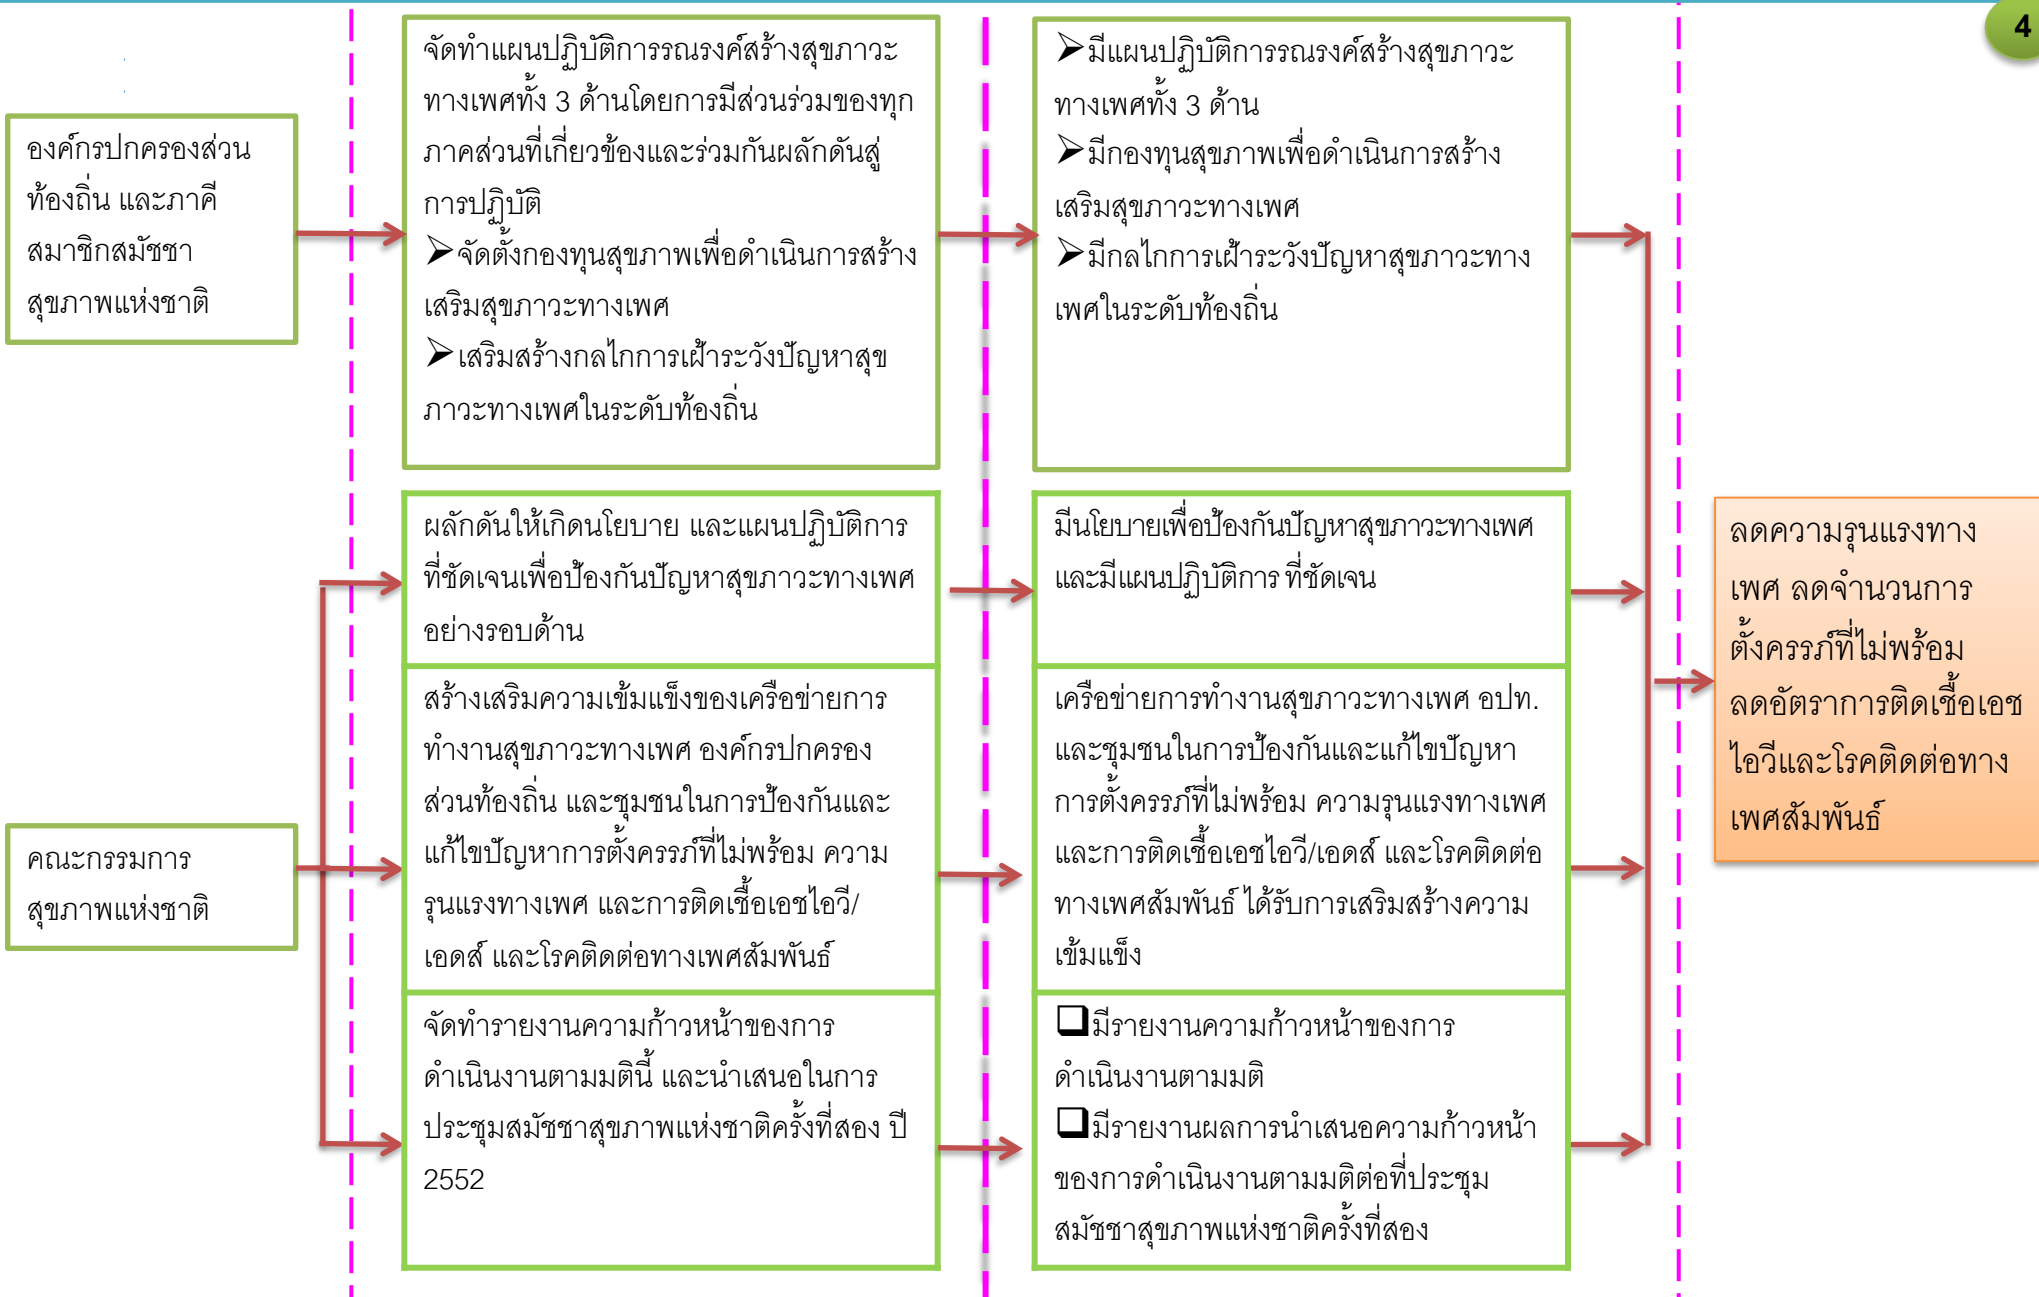 4
องค์กรปกครองส่วน
ท้องถิ่น และภาคี
สมาชิกสมัชชา
สุขภาพแห่งชาติ
จัดทำแผนปฏิบัติการรณรงค์สร้างสุขภาวะ
ทางเพศทั้ง 3 ด้านโดยการมีส่วนร่วมของทุก
ภาคส่วนที่เกี่ยวข้องและร่วมกันผลักดันสู่
การปฏิบัติ
➢จัดตั้งกองทุนสุขภาพเพื่อดำเนินการสร้าง
เสริมสุขภาวะทางเพศ
➢เสริมสร้างกลไกการเฝ้าระวังปัญหาสุข
ภาวะทางเพศในระดับท้องถิ่น
➢มีแผนปฏิบัติการรณรงค์สร้างสุขภาวะ
ทางเพศทั้ง 3 ด้าน
➢มีกองทุนสุขภาพเพื่อดำเนินการสร้าง
เสริมสุขภาวะทางเพศ
➢มีกลไกการเฝ้าระวังปัญหาสุขภาวะทาง
เพศในระดับท้องถิ่น
คณะกรรมการ
สุขภาพแห่งชาติ
ผลักดันให้เกิดนโยบาย และแผนปฏิบัติการ
ที่ชัดเจนเพื่อป้องกันปัญหาสุขภาวะทางเพศ
อย่างรอบด้าน
มีนโยบายเพื่อป้องกันปัญหาสุขภาวะทางเพศ
และมีแผนปฏิบัติการ ที่ชัดเจน
สร้างเสริมความเข้มแข็งของเครือข่ายการ
ทำงานสุขภาวะทางเพศ องค์กรปกครอง
ส่วนท้องถิ่น และชุมชนในการป้องกันและ
แก้ไขปัญหาการตั้งครรภ์ที่ไม่พร้อม ความ
รุนแรงทางเพศ และการติดเชื้อเอชไอวี/
เอดส์ และโรคติดต่อทางเพศสัมพันธ์
เครือข่ายการทำงานสุขภาวะทางเพศ อปท.
และชุมชนในการป้องกันและแก้ไขปัญหา
การตั้งครรภ์ที่ไม่พร้อม ความรุนแรงทางเพศ
และการติดเชื้อเอชไอวี/เอดส์ และโรคติดต่อ
ทางเพศสัมพันธ์ ได้รับการเสริมสร้างความ
เข้มแข็ง
จัดทำรายงานความก้าวหน้าของการ
ดำเนินงานตามมตินี้ และนำเสนอในการ
ประชุมสมัชชาสุขภาพแห่งชาติครั้งที่สอง ปี
2552
❑มีรายงานความก้าวหน้าของการ
ดำเนินงานตามมติ
❑มีรายงานผลการนำเสนอความก้าวหน้า
ของการดำเนินงานตามมติต่อที่ประชุม
สมัชชาสุขภาพแห่งชาติครั้งที่สอง
ลดความรุนแรงทาง
เพศ ลดจำนวนการ
ตั้งครรภ์ที่ไม่พร้อม
ลดอัตราการติดเชื้อเอช
ไอวีและโรคติดต่อทาง
เพศสัมพันธ์